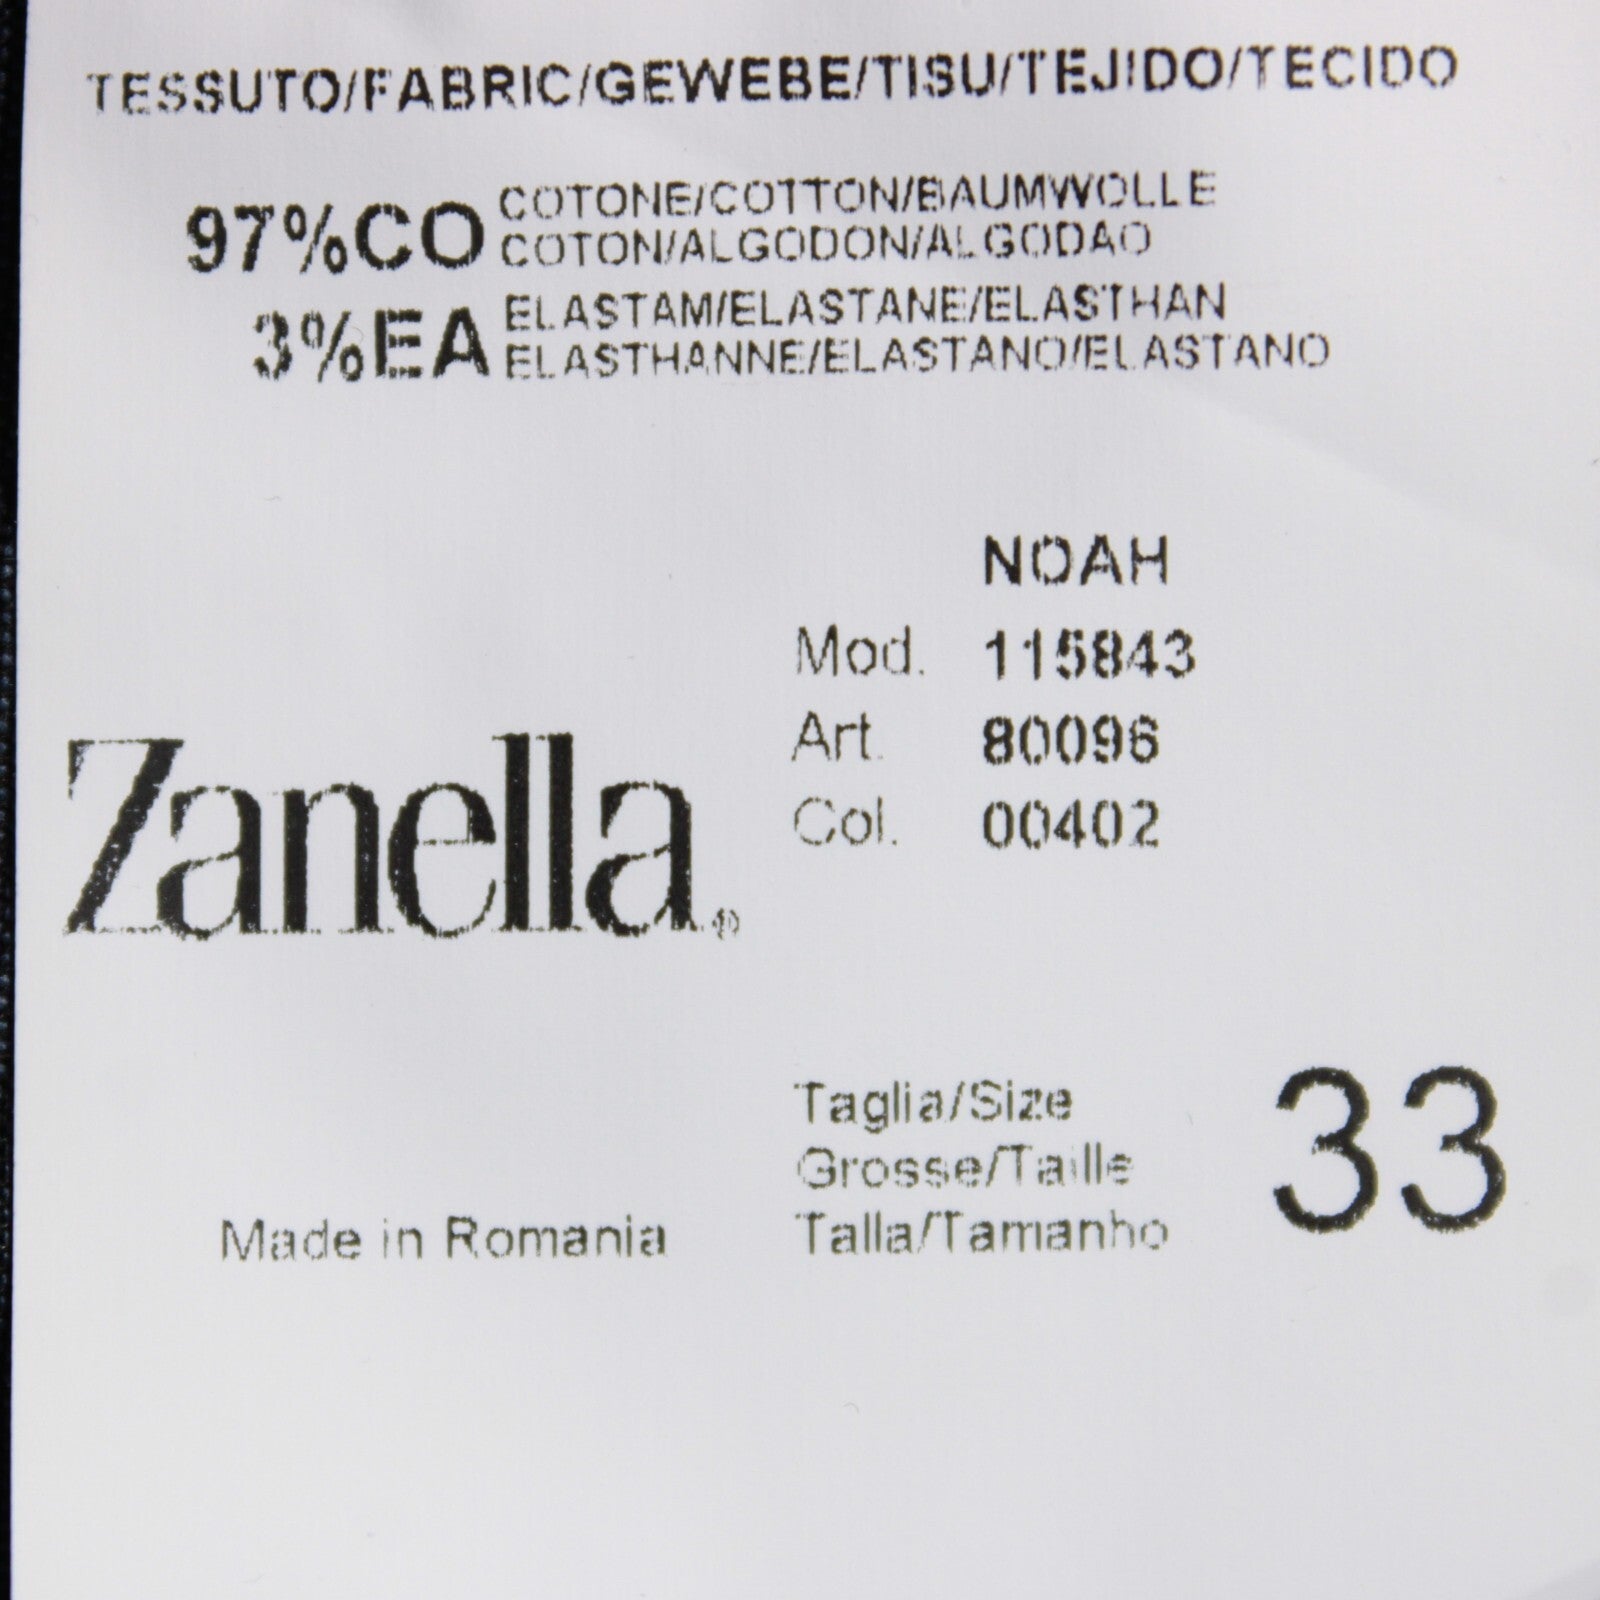 TESSUTO/FABRIC/GEWEBE/TISU/TEJIDO/TECIDO
97%CO COTONE/COTTON/BAUMWOLLE
COTON/ALGODON/ALGODAO
3%EA ELASTAM/ELASTANE/ELASTHAN
ELASTHANNE/ELASTANO/ELASTANO
NOAH
Mod. 115843
Art. 80096
Col. 00402
Zanella®
Taglia/Size
Grosse/Taille
Talla/Tamanho
33
Made in Romania